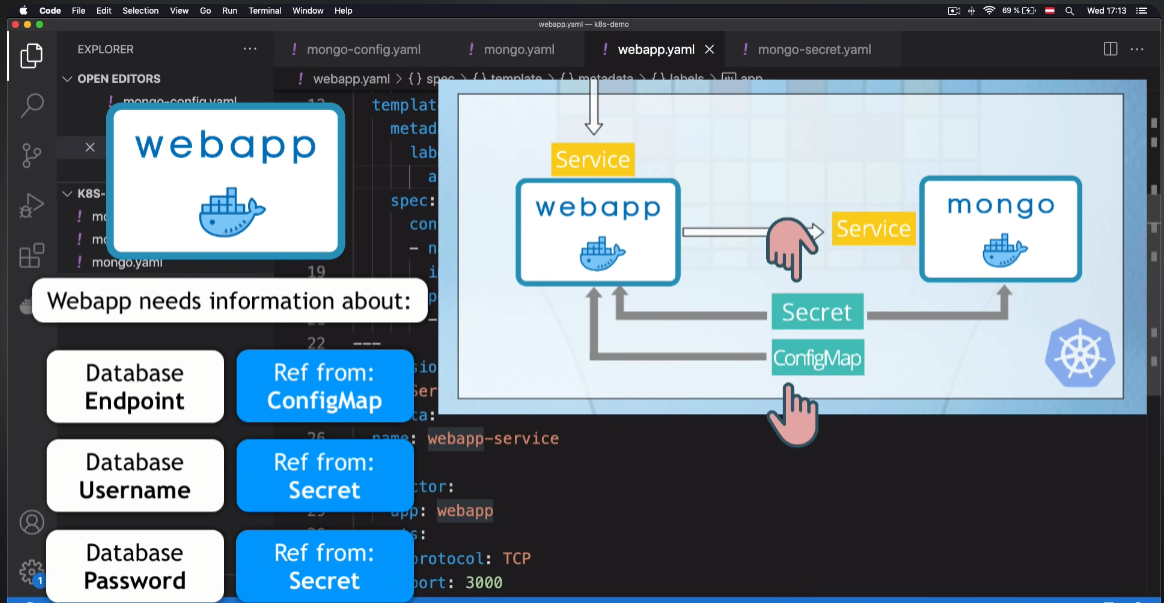 Code File Edit Selection View Go Run Terminal Window Help 69 % Wed 17:13
webapp.yaml — k8s-demo
EXPLORER
! mongo-config.yaml ! mongo.yaml ! webapp.yaml ! mongo-secret.yaml
OPEN EDITORS
! webapp.yaml > {} spec > {} template > {} metadata > {} labels > app
! mongo-config.yaml
webapp
K8S-
! mo
! mo
! mongo.yaml
Webapp needs information about:
Database
Endpoint
Ref from:
ConfigMap
Database
Username
Ref from:
Secret
Database
Password
Ref from:
Secret
1
templat
metad
lab
a
spec:
con
- n
19
i
22 ---
sio
Ser
ta:
26 name: webapp-service
ctor:
app: webapp
ts:
protocol: TCP
port: 3000
Service
webapp
Service
mongo
Secret
ConfigMap